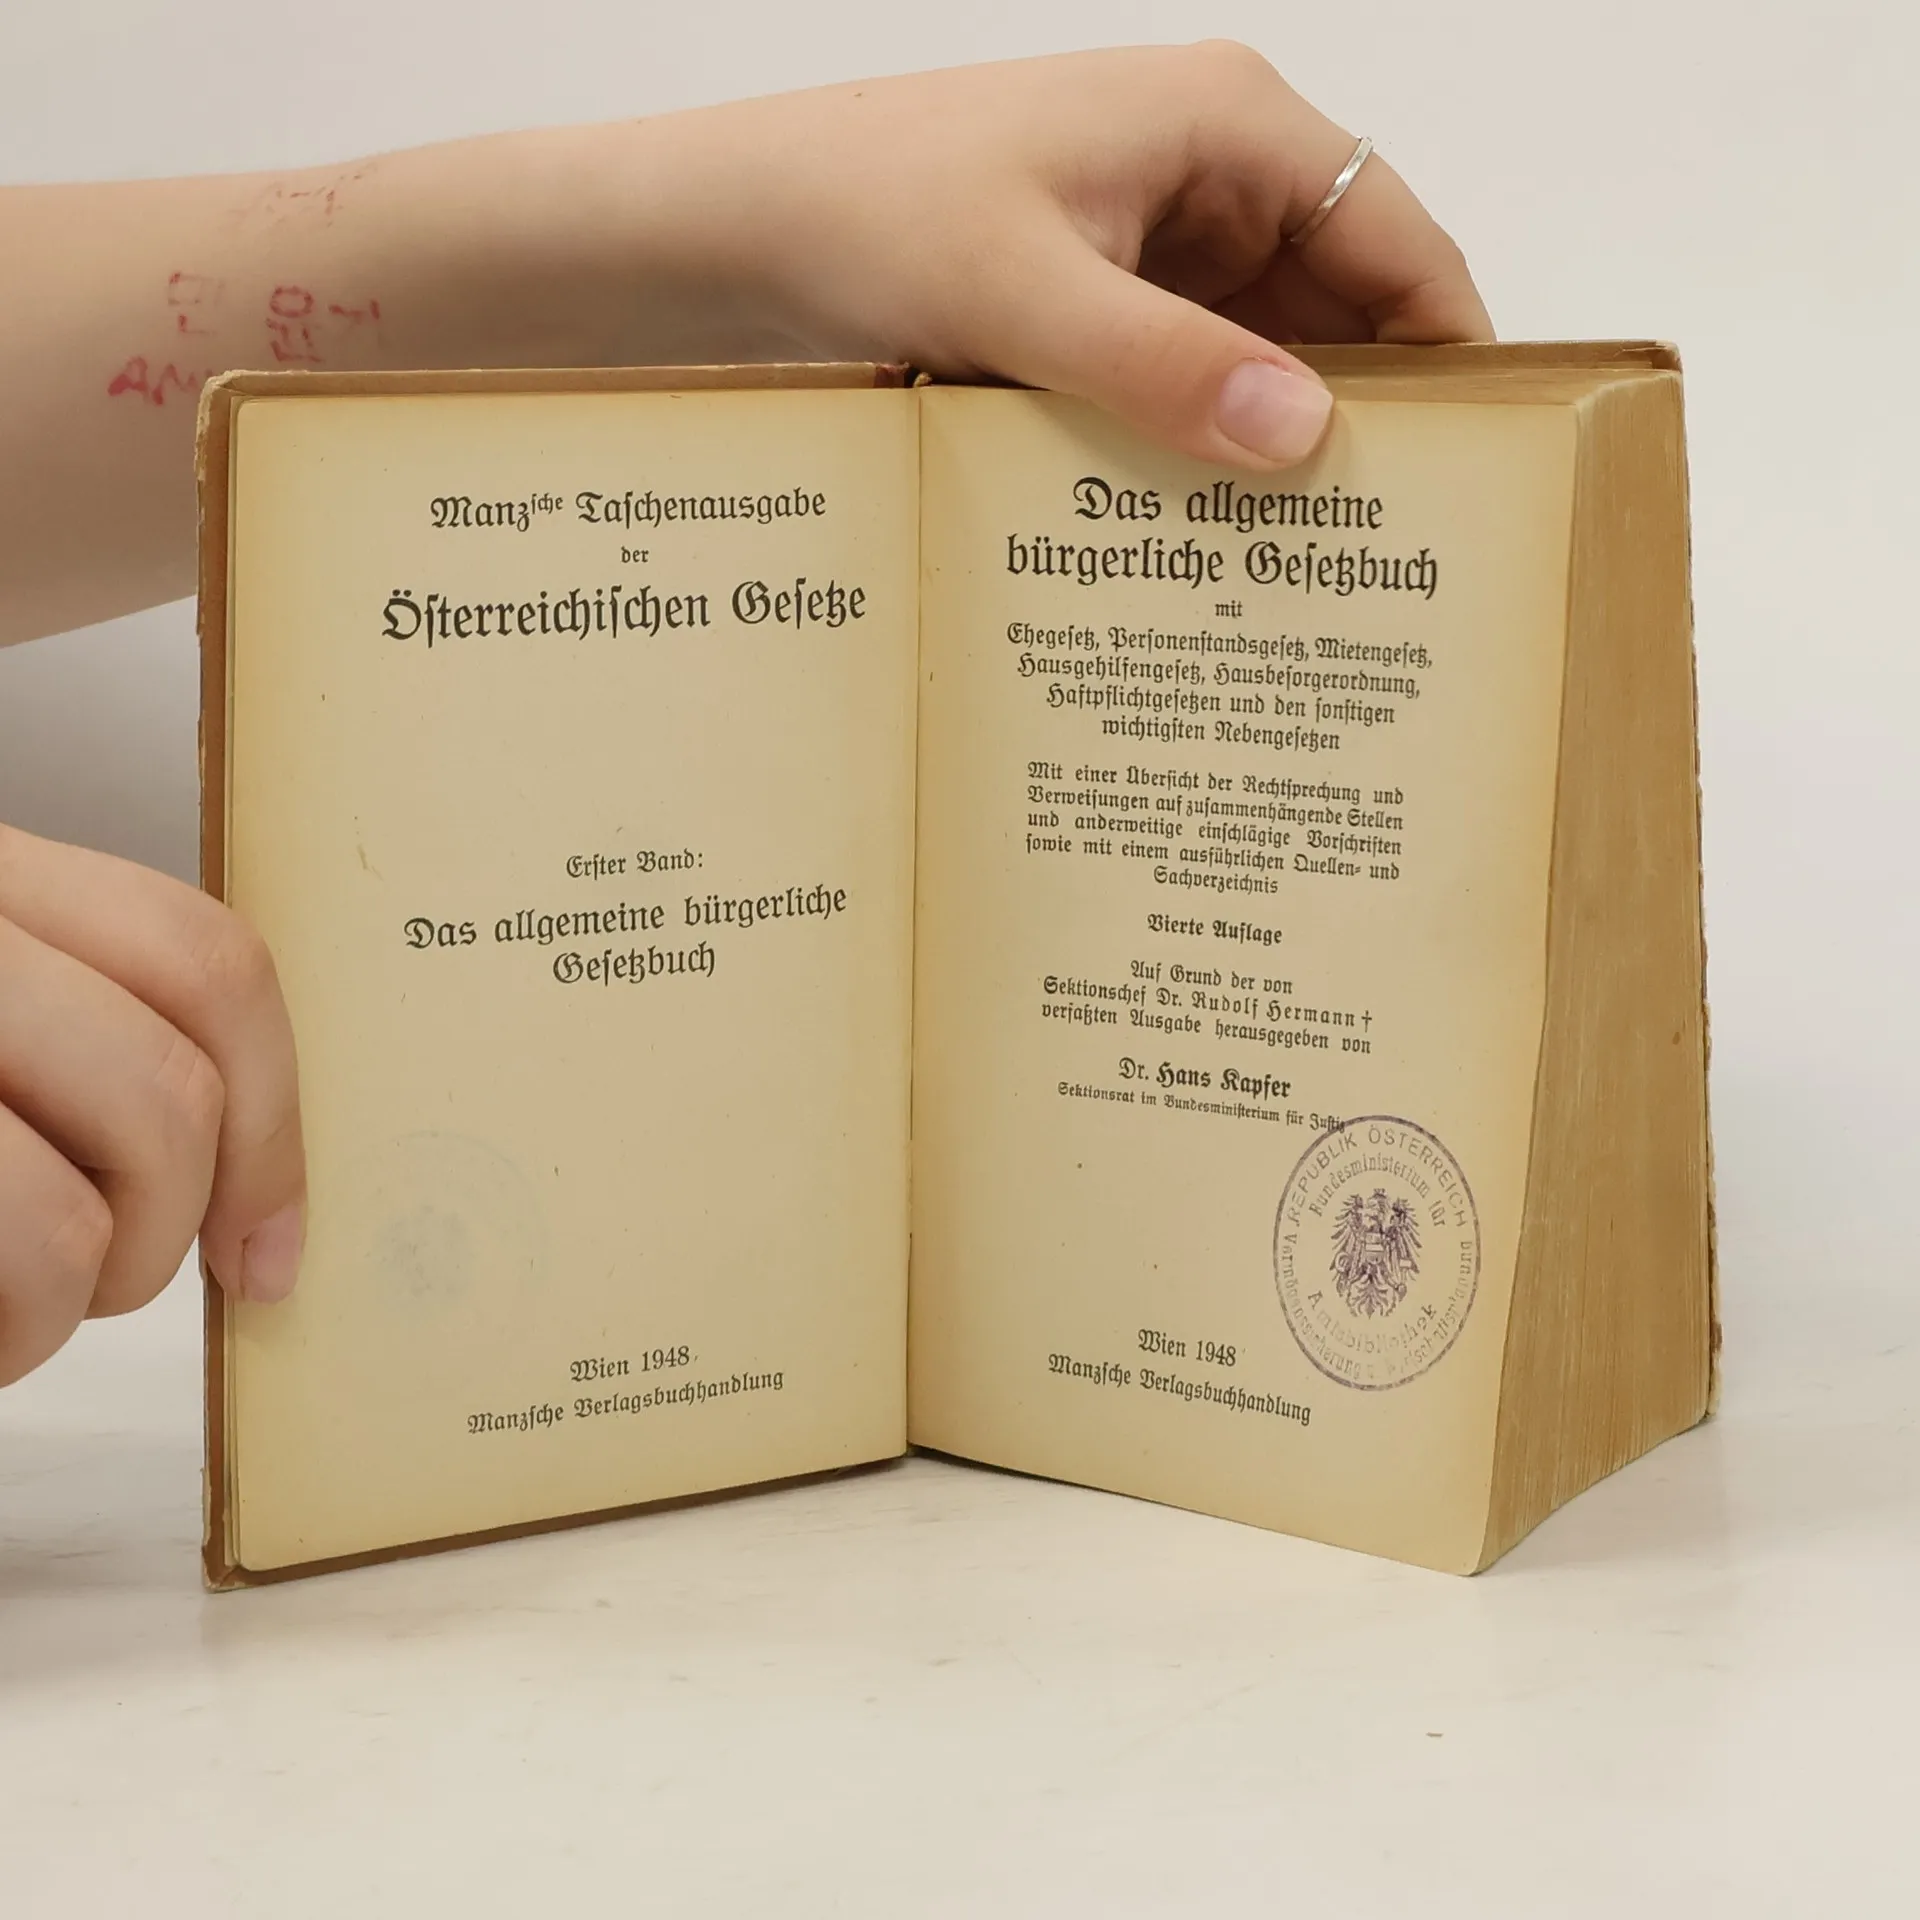 Manzsche Taschenausgabe
der
Österreichischen Gesetze
Erster Band:
Das allgemeine bürgerliche
Gesetzbuch
Wien 1948
Manzsche Verlagsbuchhandlung
Das allgemeine
bürgerliche Gesetzbuch
mit
Ehegesetz, Personenstandsgesetz, Mietengesetz,
Hausgehilfengesetz, Hausbesorgerordnung,
Haftpflichtgesetzen und den sonstigen
wichtigsten Nebengesetzen
Mit einer Übersicht der Rechtsprechung und
Verweisungen auf zusammenhängende Stellen
und anderweitige einschlägige Vorschriften
sowie mit einem ausführlichen Quellen- und
Sachverzeichnis
Vierte Auflage
Auf Grund der von
Sektionschef Dr. Rudolf Hermann †
verfaßten Ausgabe herausgegeben von
Dr. Hans Kapfer
Sektionsrat im Bundesministerium für Justiz
REPUBLIK ÖSTERREICH
Bundesministerium für
Vermögenssicherung u.
Amtsbibliothek
Wien 1948
Manzsche Verlagsbuchhandlung